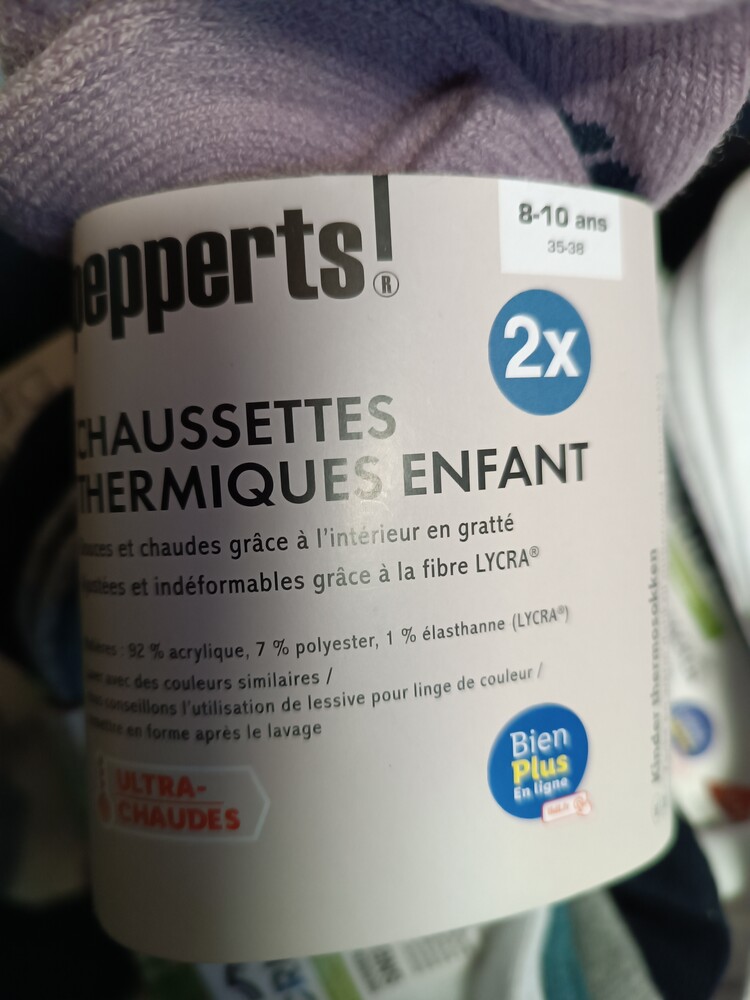 pepperts!®
8-10 ans
35-38
2x
CHAUSSETTES
THERMIQUES ENFANT
et chaudes grâce à l'intérieur en gratté
et indéformables grâce à la fibre LYCRA®
: 92 % acrylique, 7 % polyester, 1 % élasthanne (LYCRA®)
avec des couleurs similaires /
conseillons l'utilisation de lessive pour linge de couleur /
en forme après le lavage
ULTRA-
CHAUDES
Bien
Plus
En ligne
Kinder thermosokken